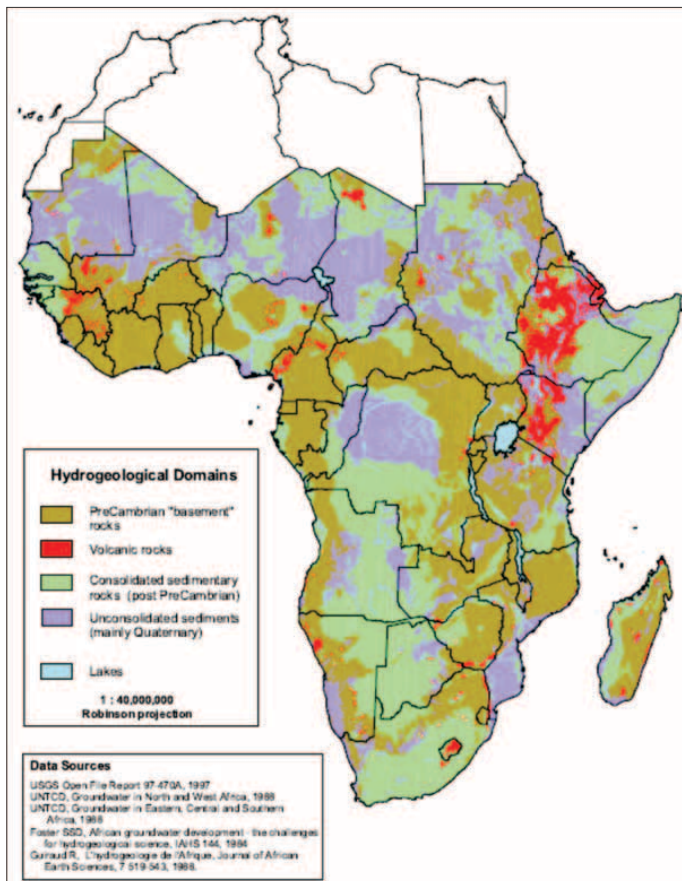 Hydrogeological Domains
PreCambrian "basement"
rocks
Volcanic rocks
Consolidated sedimentary
rocks (post PreCambrian)
Unconsolidated sediments
(mainly Quaternary)
Lakes
1 : 40,000,000
Robinson projection
Data Sources
USGS Open File Report 97-470A, 1997
UNTCD, Groundwater in North and West Africa, 1988
UNTCD, Groundwater in Eastern, Central and Southern
Africa, 1988
Foster SSD, African groundwater development - the challenges
for hydrogeological science, IAHS 144, 1984
Guiraud R, L'hydrogeologie de l'Afrique, Journal of African
Earth Sciences, 7 519-543, 1988.